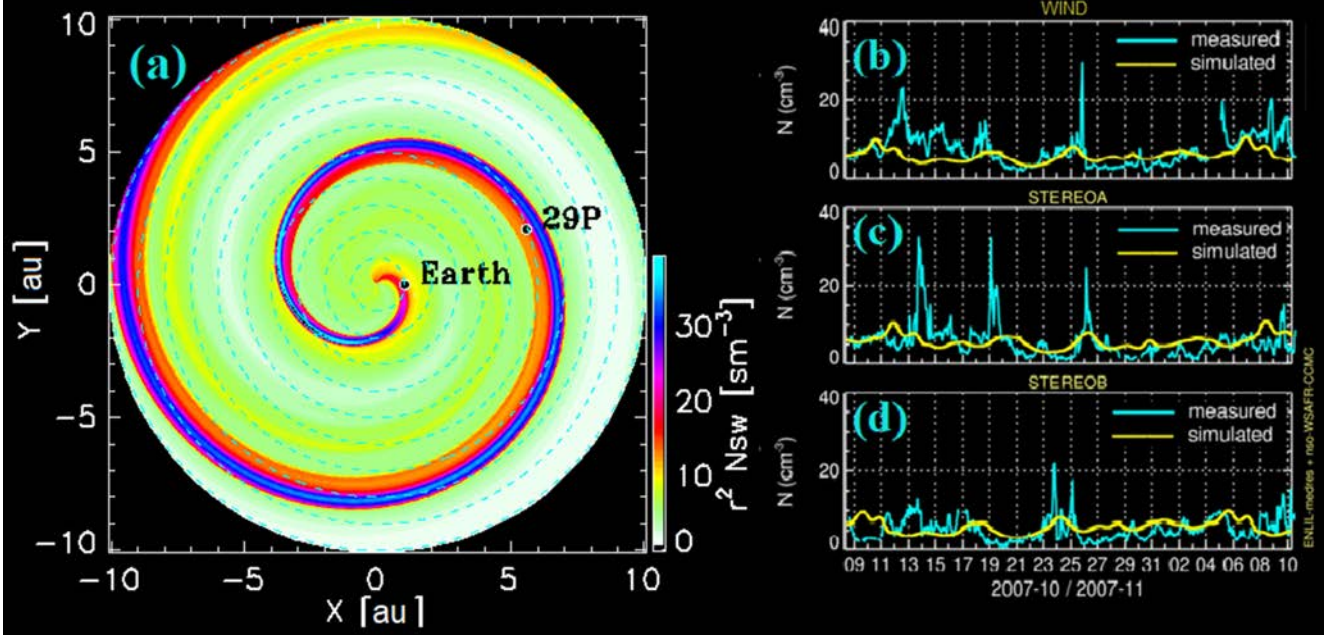 (a)
10
5
0
-5
-10
Y [au]
-10
-5
0
5
10
X [au]
29P
Earth
30
20
10
0
r² Nsw [sm⁻³]
WIND
(b)
measured
simulated
40
20
0
N (cm⁻³)
STEREOA
(c)
measured
simulated
40
20
0
N (cm⁻³)
STEREOB
(d)
measured
simulated
40
20
0
N (cm⁻³)
09 11 13 15 17 19 21 23 25 27 29 31 02 04 06 08 10
2007-10 / 2007-11
ENLIL-medres + nso-WSAFR-CCMC